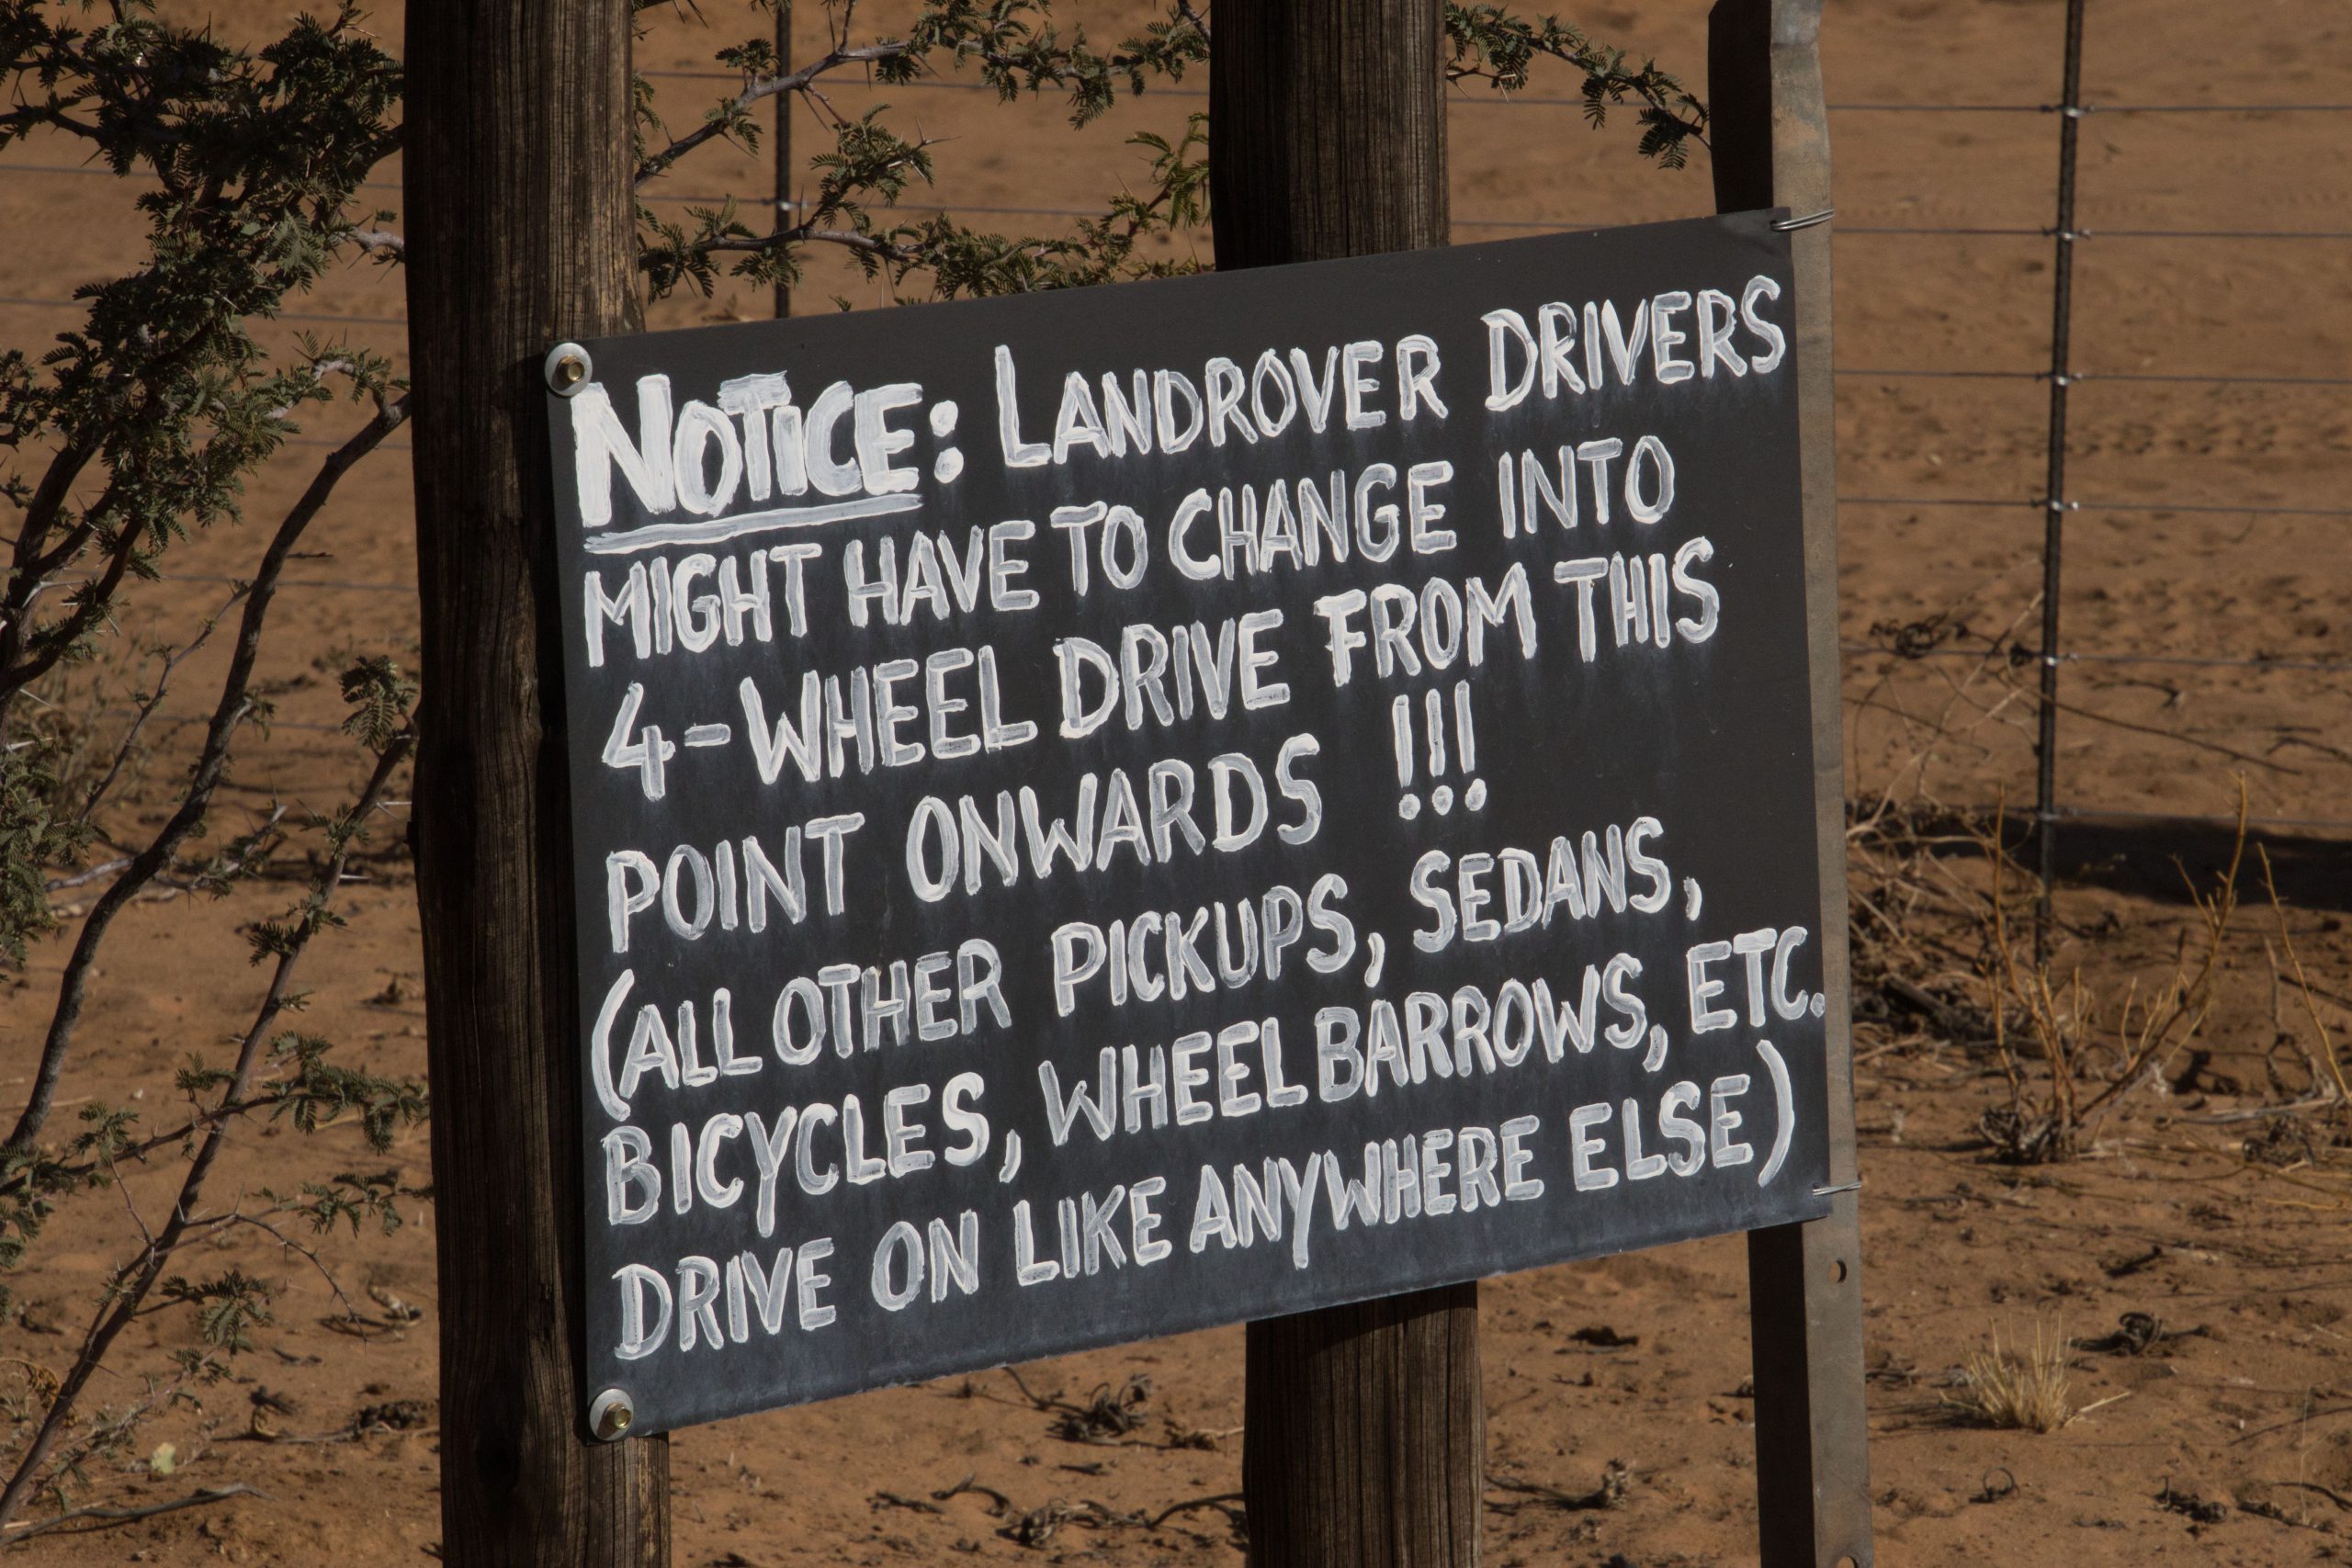 NOTICE: LANDROVER DRIVERS
MIGHT HAVE TO CHANGE INTO
4-WHEEL DRIVE FROM THIS
POINT ONWARDS !!!
(ALL OTHER PICKUPS, SEDANS,
BICYCLES, WHEELBARROWS, ETC.
DRIVE ON LIKE ANYWHERE ELSE)